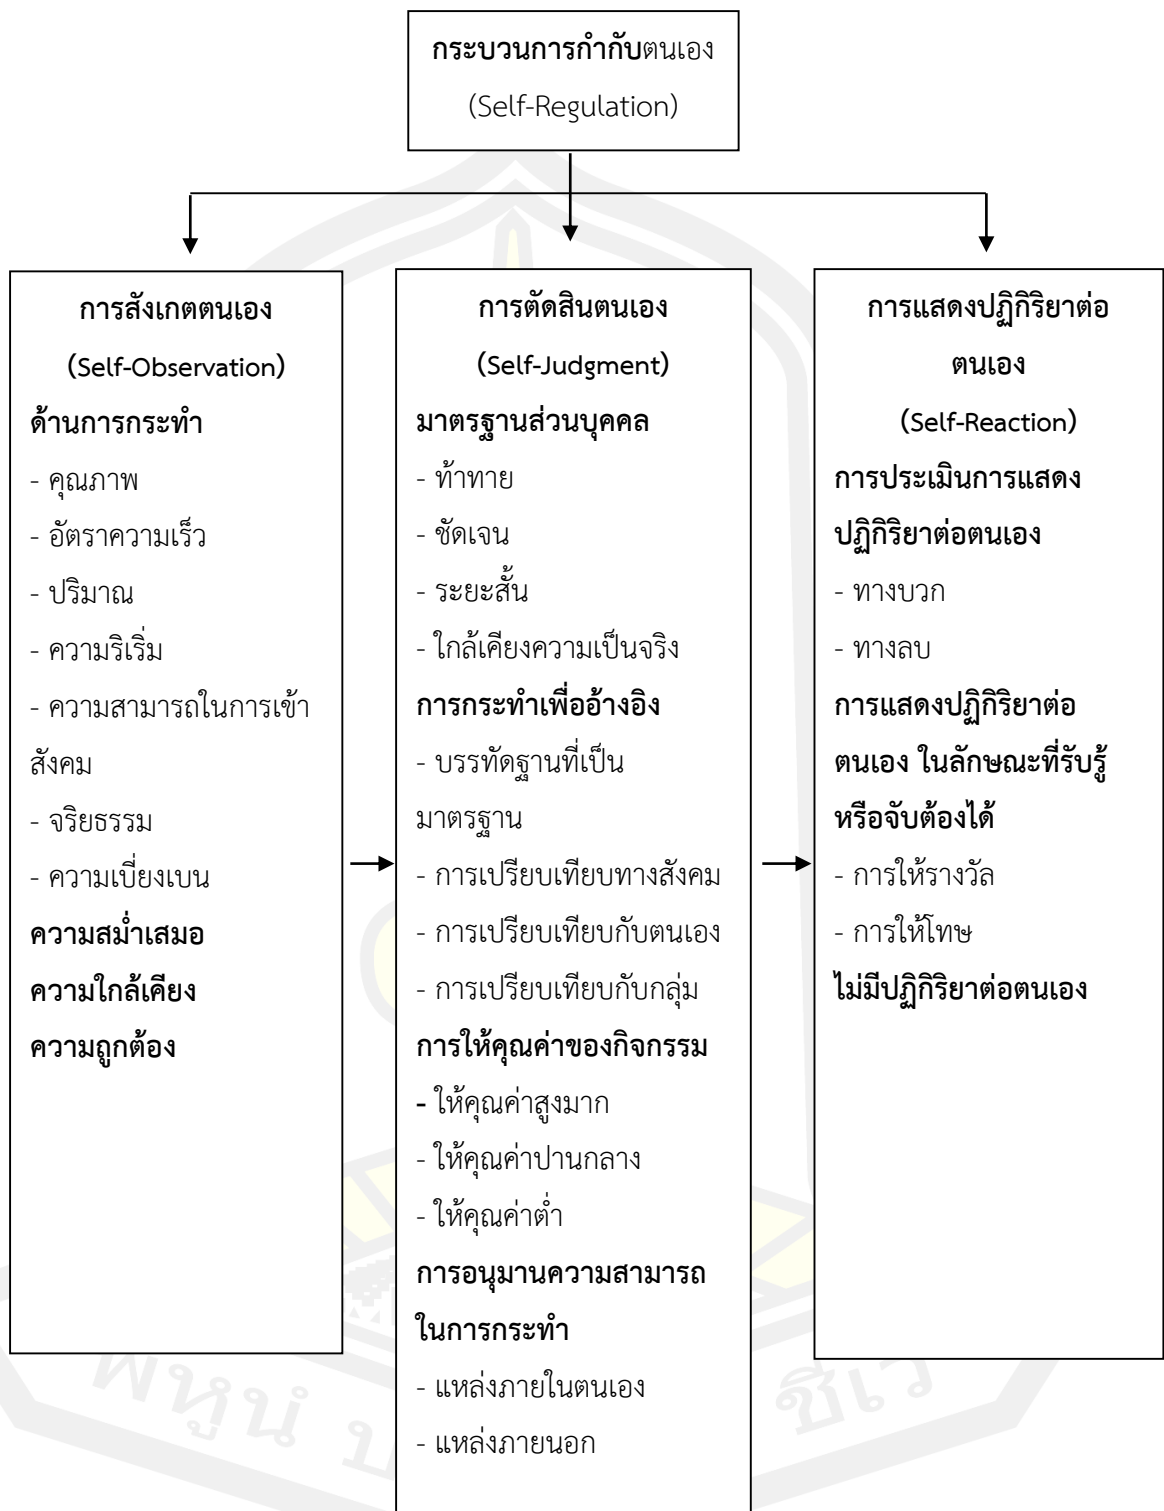 กระบวนการกำกับตนเอง
(Self-Regulation)
การสังเกตตนเอง
(Self-Observation)
ด้านการกระทำ
- คุณภาพ
- อัตราความเร็ว
- ปริมาณ
- ความริเริ่ม
- ความสามารถในการเข้า
สังคม
- จริยธรรม
- ความเบี่ยงเบน
ความสม่ำเสมอ
ความใกล้เคียง
ความถูกต้อง
การตัดสินตนเอง
(Self-Judgment)
มาตรฐานส่วนบุคคล
- ท้าทาย
- ชัดเจน
- ระยะสั้น
- ใกล้เคียงความเป็นจริง
การกระทำเพื่ออ้างอิง
- บรรทัดฐานที่เป็น
มาตรฐาน
- การเปรียบเทียบทางสังคม
- การเปรียบเทียบกับตนเอง
- การเปรียบเทียบกับกลุ่ม
การให้คุณค่าของกิจกรรม
- ให้คุณค่าสูงมาก
- ให้คุณค่าปานกลาง
- ให้คุณค่าต่ำ
การอนุมานความสามารถ
ในการกระทำ
- แหล่งภายในตนเอง
- แหล่งภายนอก
การแสดงปฏิกิริยาต่อ
ตนเอง
(Self-Reaction)
การประเมินการแสดง
ปฏิกิริยาต่อตนเอง
- ทางบวก
- ทางลบ
การแสดงปฏิกิริยาต่อ
ตนเอง ในลักษณะที่รับรู้
หรือจับต้องได้
- การให้รางวัล
- การให้โทษ
ไม่มีปฏิกิริยาต่อตนเอง
พหูนํ
ชีเว